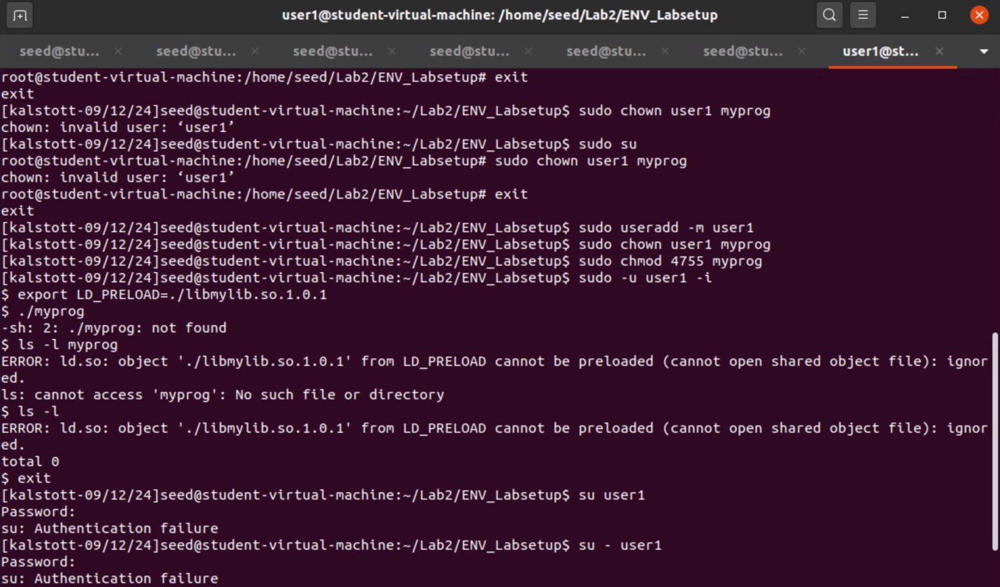 user1@student-virtual-machine: /home/seed/Lab2/ENV_Labsetup
seed@stu... × seed@stu... × seed@stu... × seed@stu... × seed@stu... × seed@stu... × user1@st... ×
root@student-virtual-machine:/home/seed/Lab2/ENV_Labsetup# exit
exit
[kalstott-09/12/24]seed@student-virtual-machine:~/Lab2/ENV_Labsetup$ sudo chown user1 myprog
chown: invalid user: ‘user1’
[kalstott-09/12/24]seed@student-virtual-machine:~/Lab2/ENV_Labsetup$ sudo su
root@student-virtual-machine:/home/seed/Lab2/ENV_Labsetup# sudo chown user1 myprog
chown: invalid user: ‘user1’
root@student-virtual-machine:/home/seed/Lab2/ENV_Labsetup# exit
exit
[kalstott-09/12/24]seed@student-virtual-machine:~/Lab2/ENV_Labsetup$ sudo useradd -m user1
[kalstott-09/12/24]seed@student-virtual-machine:~/Lab2/ENV_Labsetup$ sudo chown user1 myprog
[kalstott-09/12/24]seed@student-virtual-machine:~/Lab2/ENV_Labsetup$ sudo chmod 4755 myprog
[kalstott-09/12/24]seed@student-virtual-machine:~/Lab2/ENV_Labsetup$ sudo -u user1 -i
$ export LD_PRELOAD=./libmylib.so.1.0.1
$ ./myprog
-sh: 2: ./myprog: not found
$ ls -l myprog
ERROR: ld.so: object './libmylib.so.1.0.1' from LD_PRELOAD cannot be preloaded (cannot open shared object file): ignor
ed.
ls: cannot access 'myprog': No such file or directory
$ ls -l
ERROR: ld.so: object './libmylib.so.1.0.1' from LD_PRELOAD cannot be preloaded (cannot open shared object file): ignor
ed.
total 0
$ exit
[kalstott-09/12/24]seed@student-virtual-machine:~/Lab2/ENV_Labsetup$ su user1
Password:
su: Authentication failure
[kalstott-09/12/24]seed@student-virtual-machine:~/Lab2/ENV_Labsetup$ su - user1
Password:
su: Authentication failure